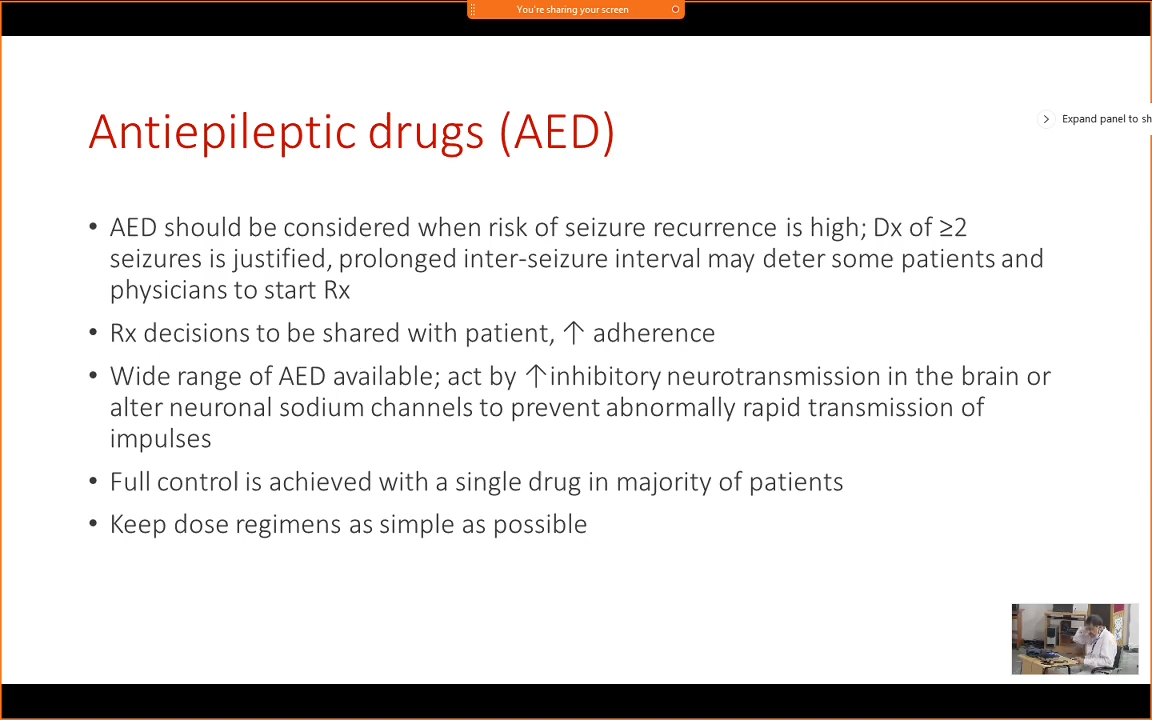 You're sharing your screen
Antiepileptic drugs (AED)
Expand panel to sh
• AED should be considered when risk of seizure recurrence is high; Dx of ≥2
seizures is justified, prolonged inter-seizure interval may deter some patients and
physicians to start Rx
• Rx decisions to be shared with patient, ↑ adherence
• Wide range of AED available; act by ↑inhibitory neurotransmission in the brain or
alter neuronal sodium channels to prevent abnormally rapid transmission of
impulses
• Full control is achieved with a single drug in majority of patients
• Keep dose regimens as simple as possible